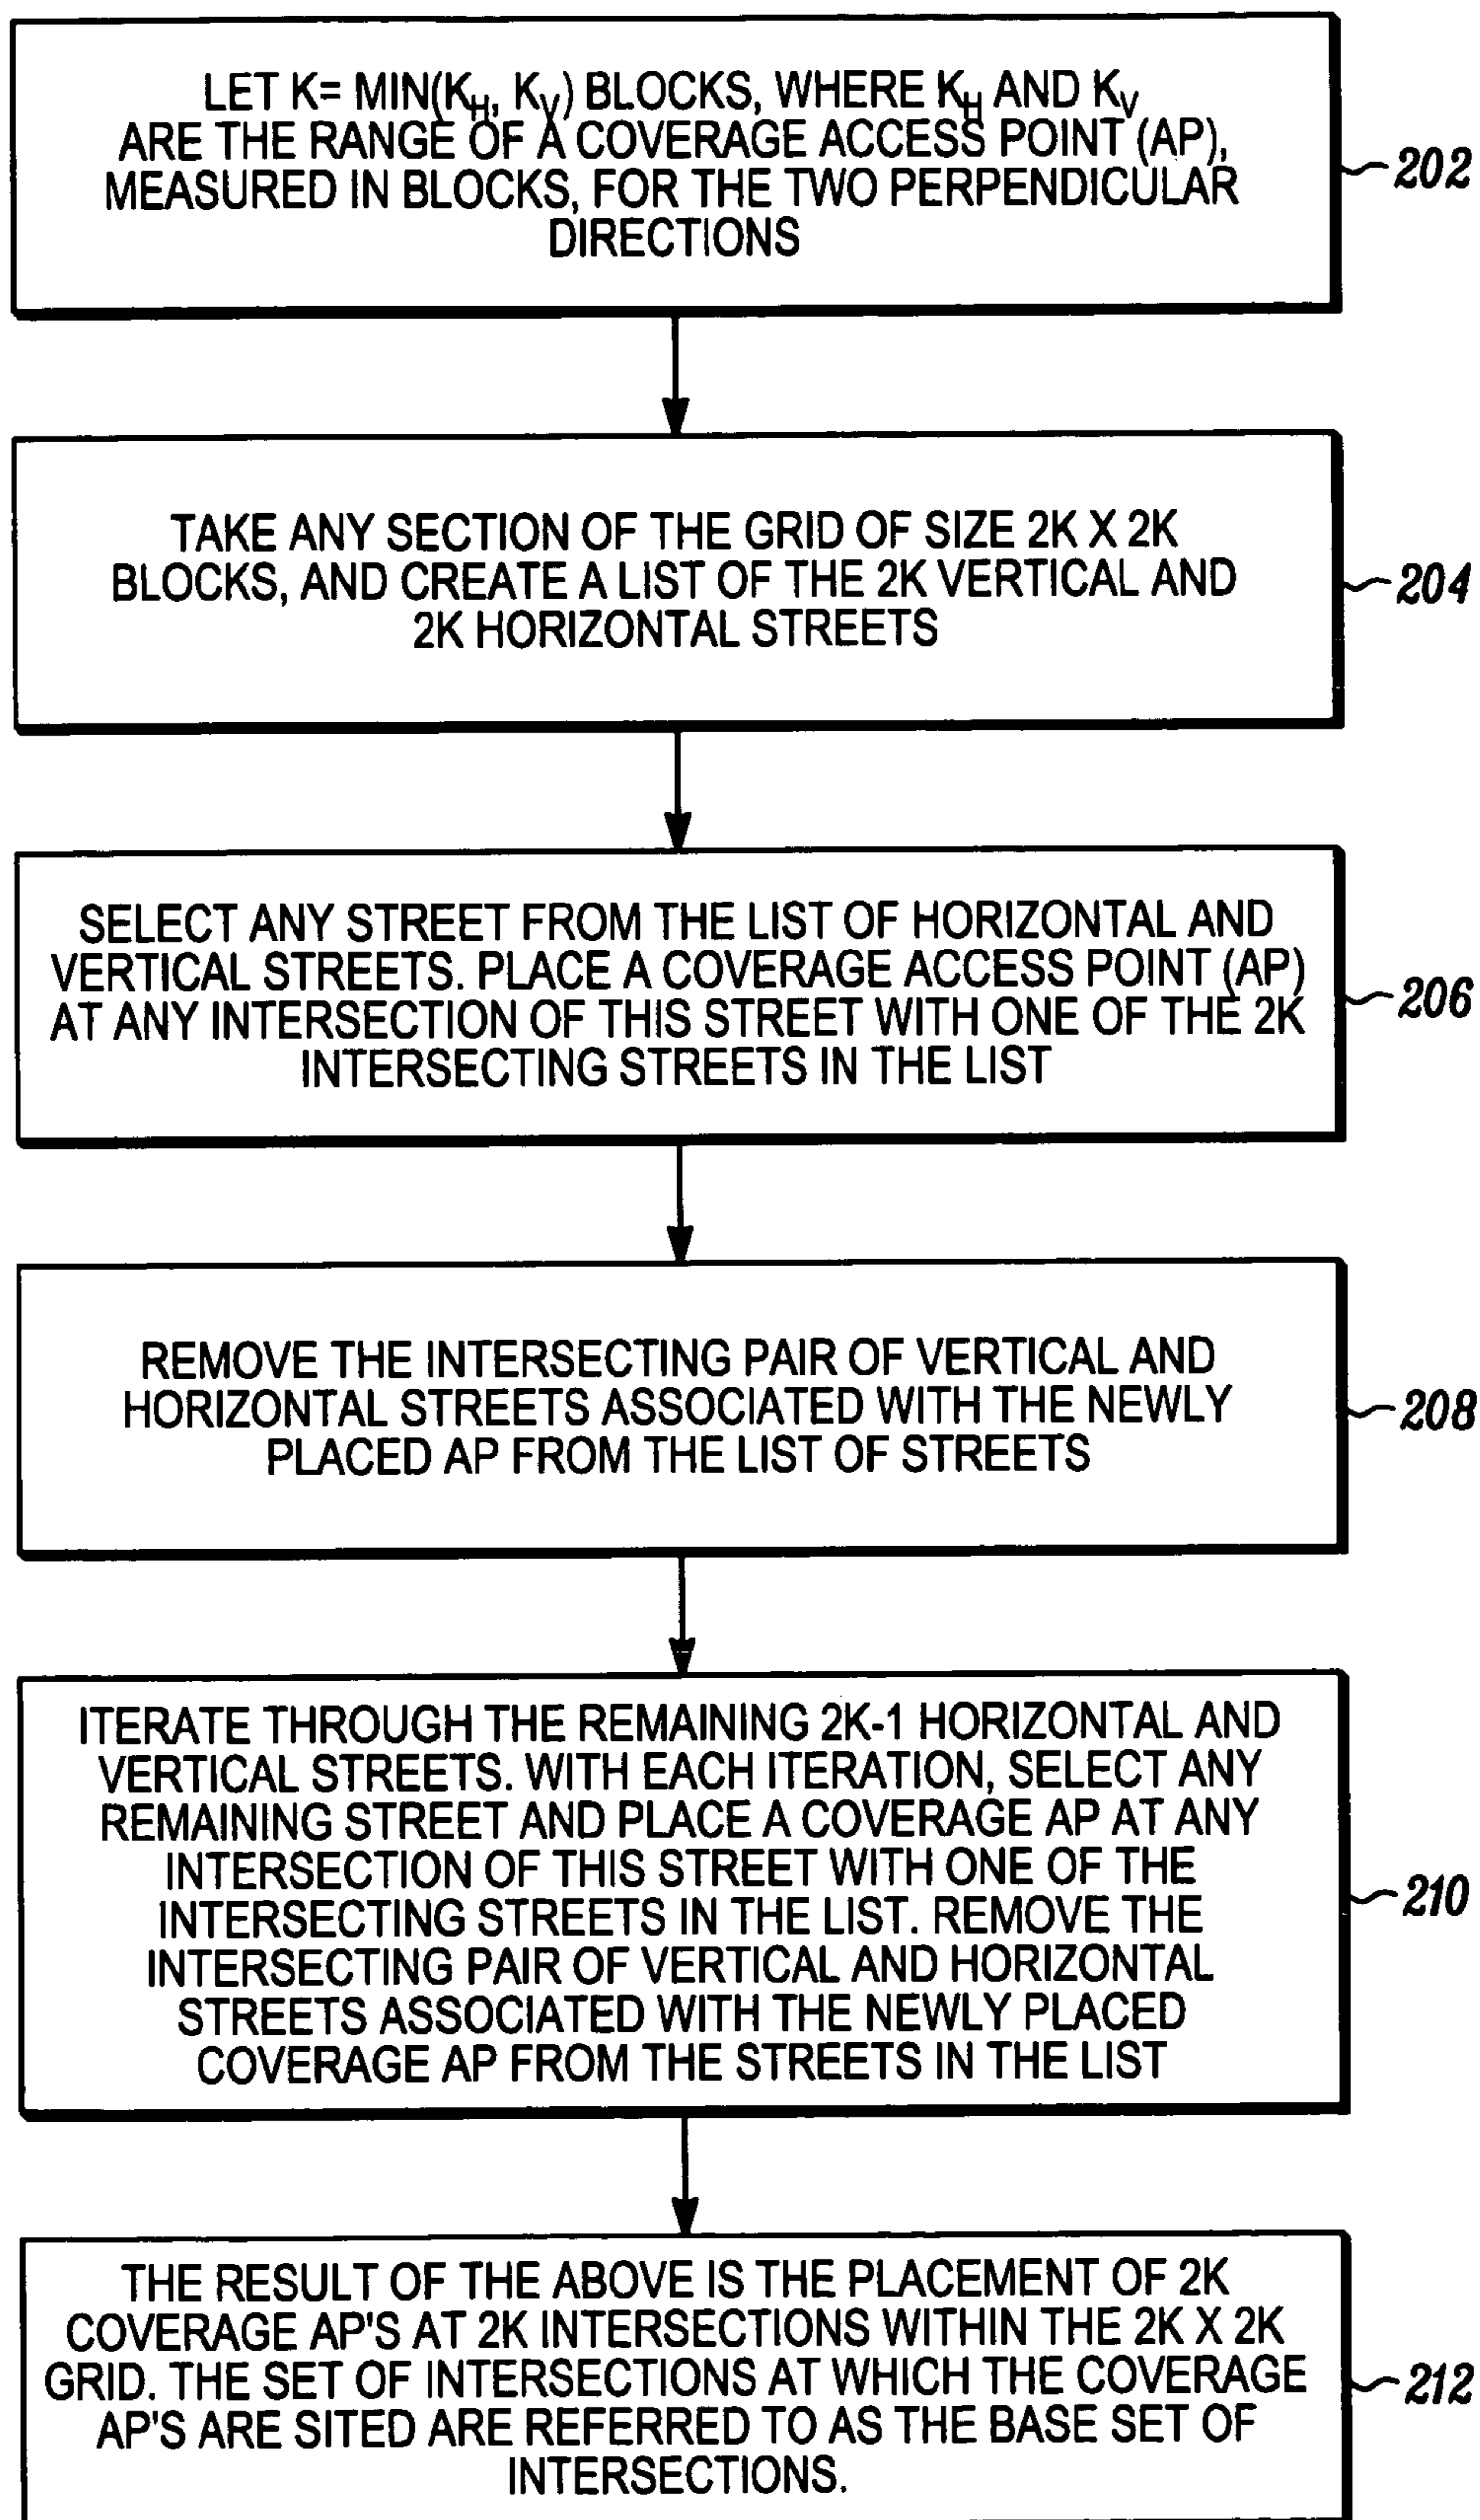 LET K= MIN(K_H, K_V) BLOCKS, WHERE K_H AND K_V
ARE THE RANGE OF A COVERAGE ACCESS POINT (AP),
MEASURED IN BLOCKS, FOR THE TWO PERPENDICULAR
DIRECTIONS
202
TAKE ANY SECTION OF THE GRID OF SIZE 2K X 2K
BLOCKS, AND CREATE A LIST OF THE 2K VERTICAL AND
2K HORIZONTAL STREETS
204
SELECT ANY STREET FROM THE LIST OF HORIZONTAL AND
VERTICAL STREETS. PLACE A COVERAGE ACCESS POINT (AP)
AT ANY INTERSECTION OF THIS STREET WITH ONE OF THE 2K
INTERSECTING STREETS IN THE LIST
206
REMOVE THE INTERSECTING PAIR OF VERTICAL AND
HORIZONTAL STREETS ASSOCIATED WITH THE NEWLY
PLACED AP FROM THE LIST OF STREETS
208
ITERATE THROUGH THE REMAINING 2K-1 HORIZONTAL AND
VERTICAL STREETS. WITH EACH ITERATION, SELECT ANY
REMAINING STREET AND PLACE A COVERAGE AP AT ANY
INTERSECTION OF THIS STREET WITH ONE OF THE
INTERSECTING STREETS IN THE LIST. REMOVE THE
INTERSECTING PAIR OF VERTICAL AND HORIZONTAL
STREETS ASSOCIATED WITH THE NEWLY PLACED
COVERAGE AP FROM THE STREETS IN THE LIST
210
THE RESULT OF THE ABOVE IS THE PLACEMENT OF 2K
COVERAGE AP'S AT 2K INTERSECTIONS WITHIN THE 2K X 2K
GRID. THE SET OF INTERSECTIONS AT WHICH THE COVERAGE
AP'S ARE SITED ARE REFERRED TO AS THE BASE SET OF
INTERSECTIONS.
212